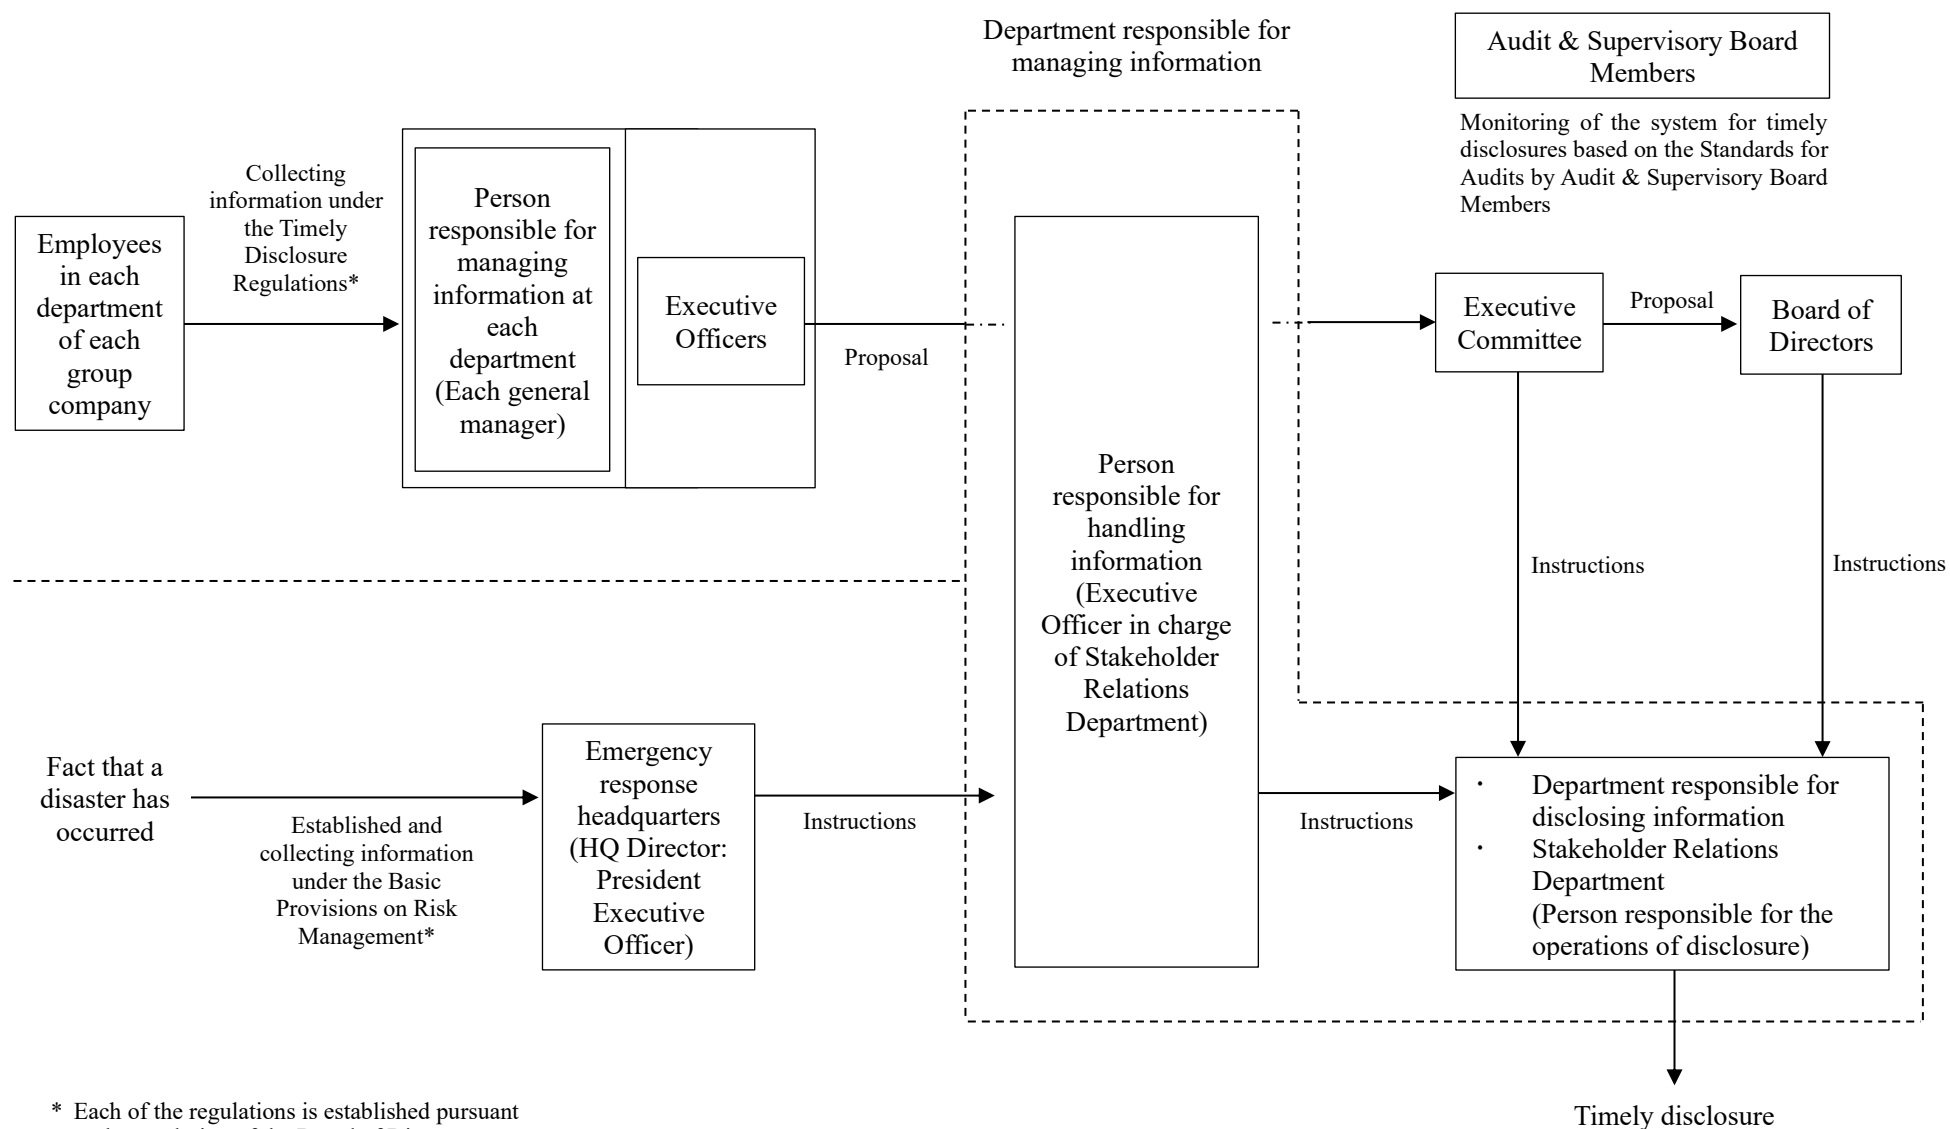 Department responsible for
managing information
Audit & Supervisory Board
Members
Monitoring of the system for timely
disclosures based on the Standards for
Audits by Audit & Supervisory Board
Members
Employees
in each
department
of each
group
company
Collecting
information under
the Timely
Disclosure
Regulations*
Person
responsible for
managing
information at
each
department
(Each general
manager)
Executive
Officers
Proposal
Person
responsible for
handling
information
(Executive
Officer in charge
of Stakeholder
Relations
Department)
Executive
Committee
Proposal
Board of
Directors
Instructions
Instructions
Fact that a
disaster has
occurred
Established and
collecting information
under the Basic
Provisions on Risk
Management*
Emergency
response
headquarters
(HQ Director:
President
Executive
Officer)
Instructions
Instructions
・ Department responsible for
disclosing information
・ Stakeholder Relations
Department
(Person responsible for the
operations of disclosure)
Timely disclosure
* Each of the regulations is established pursuant